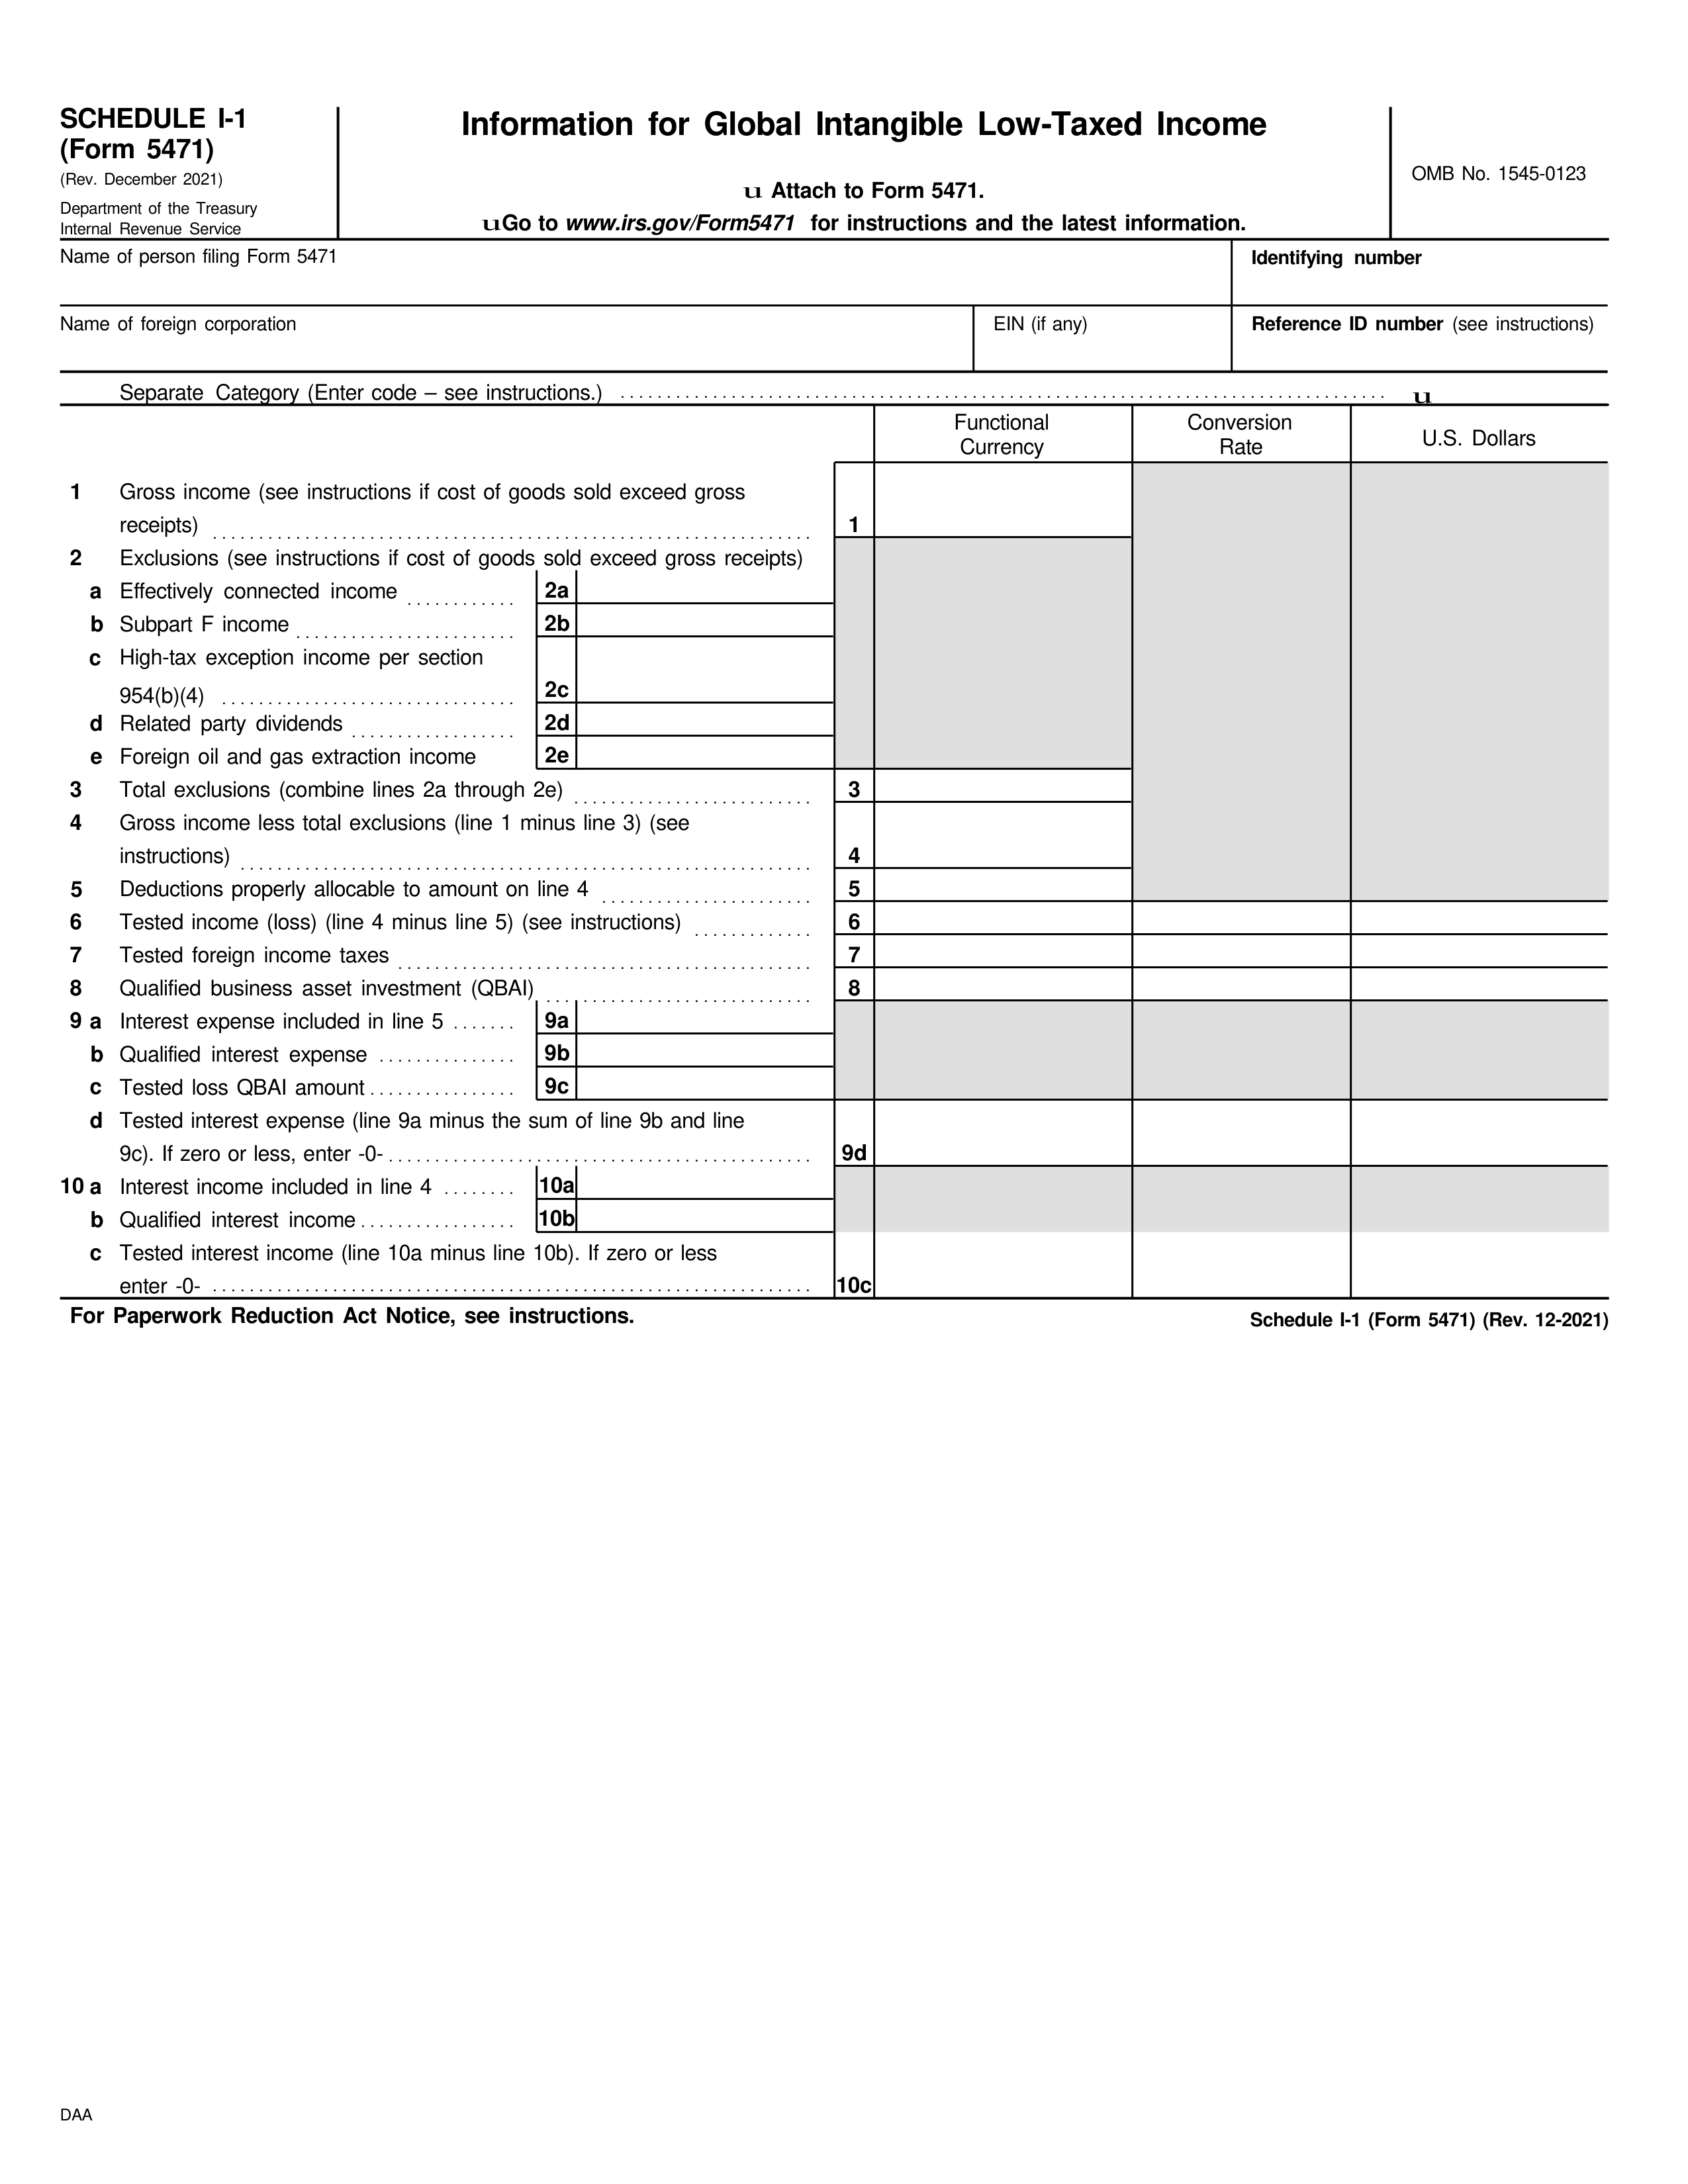 SCHEDULE I-1
(Form 5471)
(Rev. December 2021)
Department of the Treasury
Internal Revenue Service
Information for Global Intangible Low-Taxed Income
u Attach to Form 5471.
uGo to www.irs.gov/Form5471 for instructions and the latest information.
OMB No. 1545-0123
Name of person filing Form 5471
Identifying number
Name of foreign corporation
EIN (if any)
Reference ID number (see instructions)
Separate Category (Enter code – see instructions.) u
Functional
Currency
Conversion
Rate
U.S. Dollars
1 Gross income (see instructions if cost of goods sold exceed gross
receipts) 1
2 Exclusions (see instructions if cost of goods sold exceed gross receipts)
a Effectively connected income 2a
b Subpart F income 2b
c High-tax exception income per section
954(b)(4) 2c
d Related party dividends 2d
e Foreign oil and gas extraction income 2e
3 Total exclusions (combine lines 2a through 2e) 3
4 Gross income less total exclusions (line 1 minus line 3) (see
instructions) 4
5 Deductions properly allocable to amount on line 4 5
6 Tested income (loss) (line 4 minus line 5) (see instructions) 6
7 Tested foreign income taxes 7
8 Qualified business asset investment (QBAI) 8
9 a Interest expense included in line 5 9a
b Qualified interest expense 9b
c Tested loss QBAI amount 9c
d Tested interest expense (line 9a minus the sum of line 9b and line
9c). If zero or less, enter -0- 9d
10 a Interest income included in line 4 10a
b Qualified interest income 10b
c Tested interest income (line 10a minus line 10b). If zero or less
enter -0- 10c
For Paperwork Reduction Act Notice, see instructions.
Schedule I-1 (Form 5471) (Rev. 12-2021)
DAA